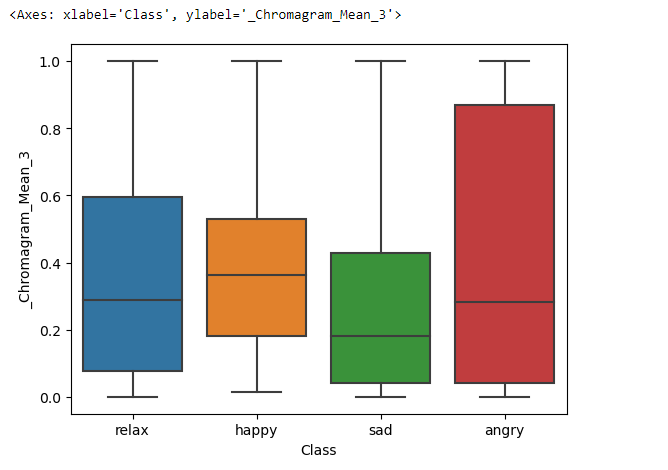 <Axes: xlabel='Class', ylabel='_Chromagram_Mean_3'>
1.0
0.8
0.6
0.4
0.2
0.0
_Chromagram_Mean_3
relax happy sad angry
Class